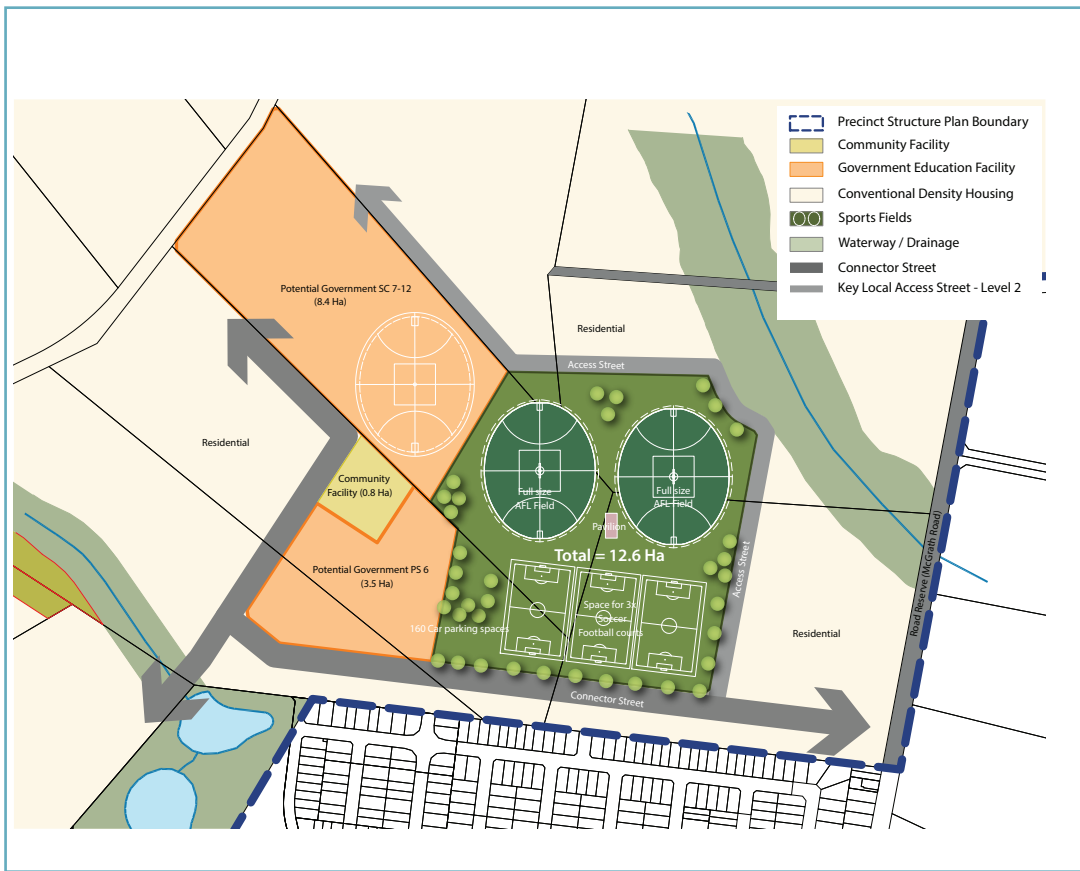 Precinct Structure Plan Boundary
Community Facility
Government Education Facility
Conventional Density Housing
Sports Fields
Waterway / Drainage
Connector Street
Key Local Access Street - Level 2
Potential Government SC 7-12
(8.4 Ha)
Residential
Access Street
Residential
Community
Facility (0.8 Ha)
Full size
AFL Field
Full size
AFL Field
Pavilion
Total = 12.6 Ha
Potential Government PS 6
(3.5 Ha)
Space for 3x
Soccer
Football courts
160 Car parking spaces
Access Street
Residential
Road Reserve (McGrath Road)
Connector Street